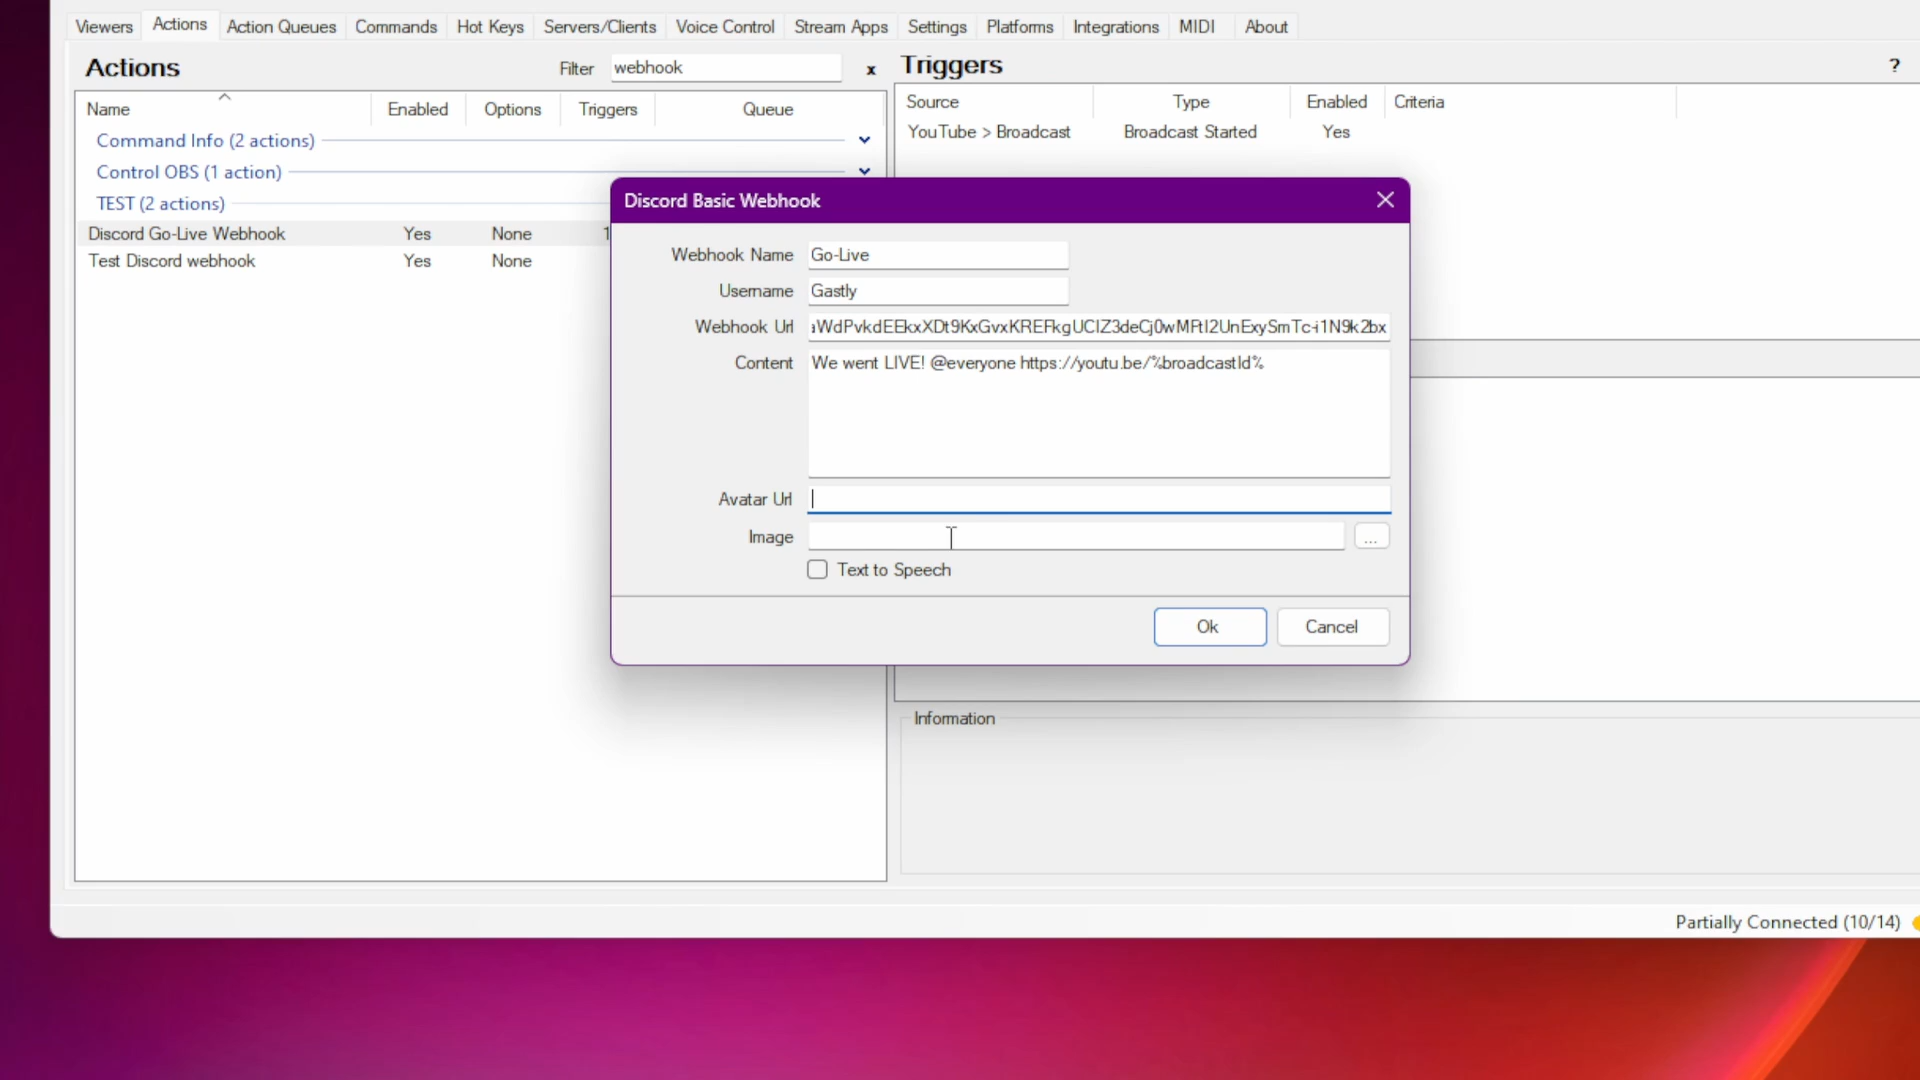 Viewers Actions Action Queues Commands Hot Keys Servers/Clients Voice Control Stream Apps Settings Platforms Integrations MIDI About
Actions Filter webhook x
Name Enabled Options Triggers Queue
Command Info (2 actions)
Control OBS (1 action)
TEST (2 actions)
Discord Go-Live Webhook Yes None 1
Test Discord webhook Yes None
Triggers ?
Source Type Enabled Criteria
YouTube > Broadcast Broadcast Started Yes
Discord Basic Webhook
Webhook Name Go-Live
Username Gastly
Webhook Url
Content We went LIVE! @everyone https://youtu.be/%broadcastId%
Avatar Url
Image ...
Text to Speech
Ok Cancel
Information
Partially Connected (10/14)